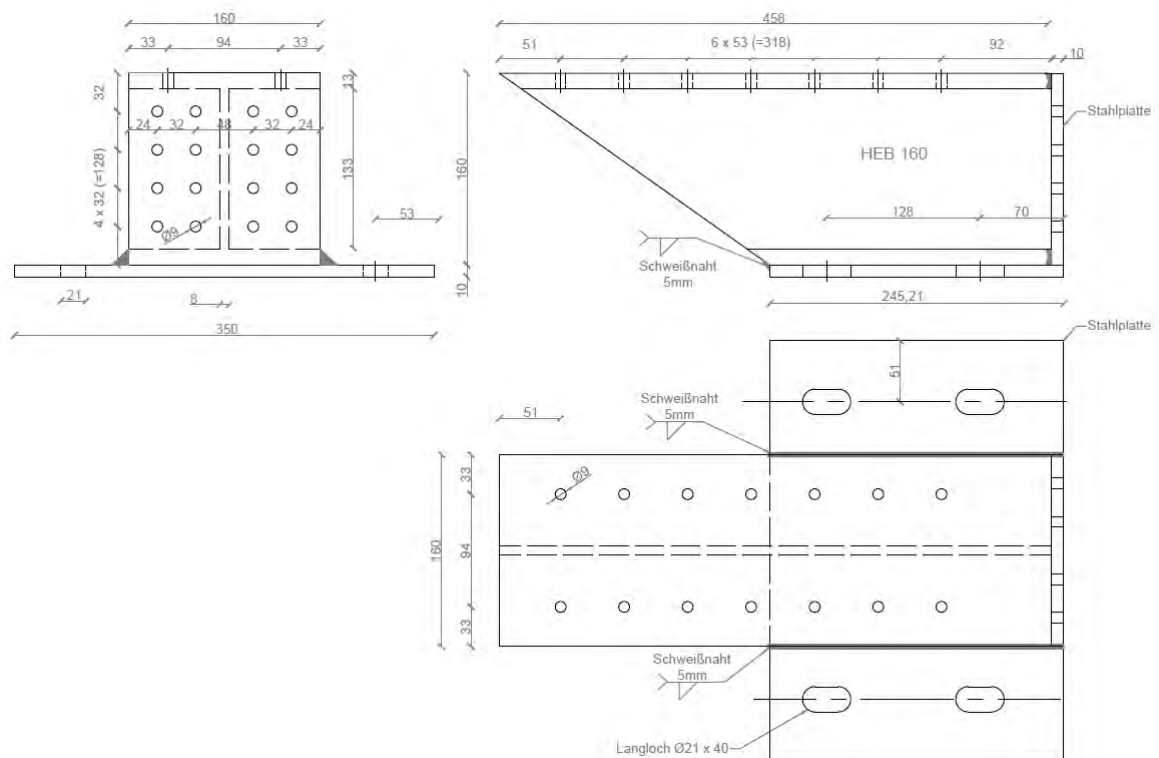 160
33
94
33
32
13
24
32
48
32
24
4 x 32 (=128)
133
160
Ø9
53
21
8
10
350
458
51
6 x 53 (=318)
92
10
Stahlplatte
HEB 160
128
70
Schweißnaht
5mm
245,21
Stahlplatte
51
Schweißnaht
5mm
51
Ø9
33
160
94
33
Schweißnaht
5mm
Langloch Ø21 x 40